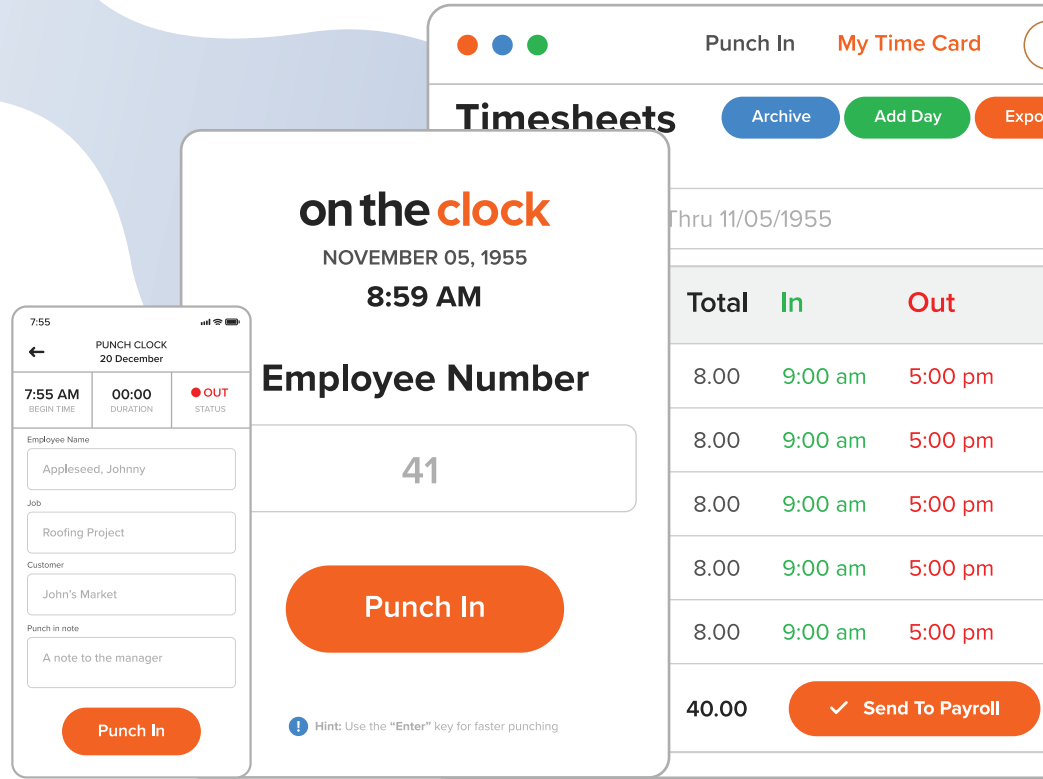 Punch In My Time Card
Timesheets
Archive Add Day Expo
Thru 11/05/1955
Total In Out
8.00 9:00 am 5:00 pm
8.00 9:00 am 5:00 pm
8.00 9:00 am 5:00 pm
8.00 9:00 am 5:00 pm
8.00 9:00 am 5:00 pm
40.00 Send To Payroll
on the clock
NOVEMBER 05, 1955
8:59 AM
Employee Number
41
Punch In
! Hint: Use the “Enter” key for faster punching
7:55
PUNCH CLOCK
20 December
7:55 AM 00:00 OUT
BEGIN TIME DURATION STATUS
Employee Name
Appleseed, Johnny
Job
Roofing Project
Customer
John's Market
Punch in note
A note to the manager
Punch In